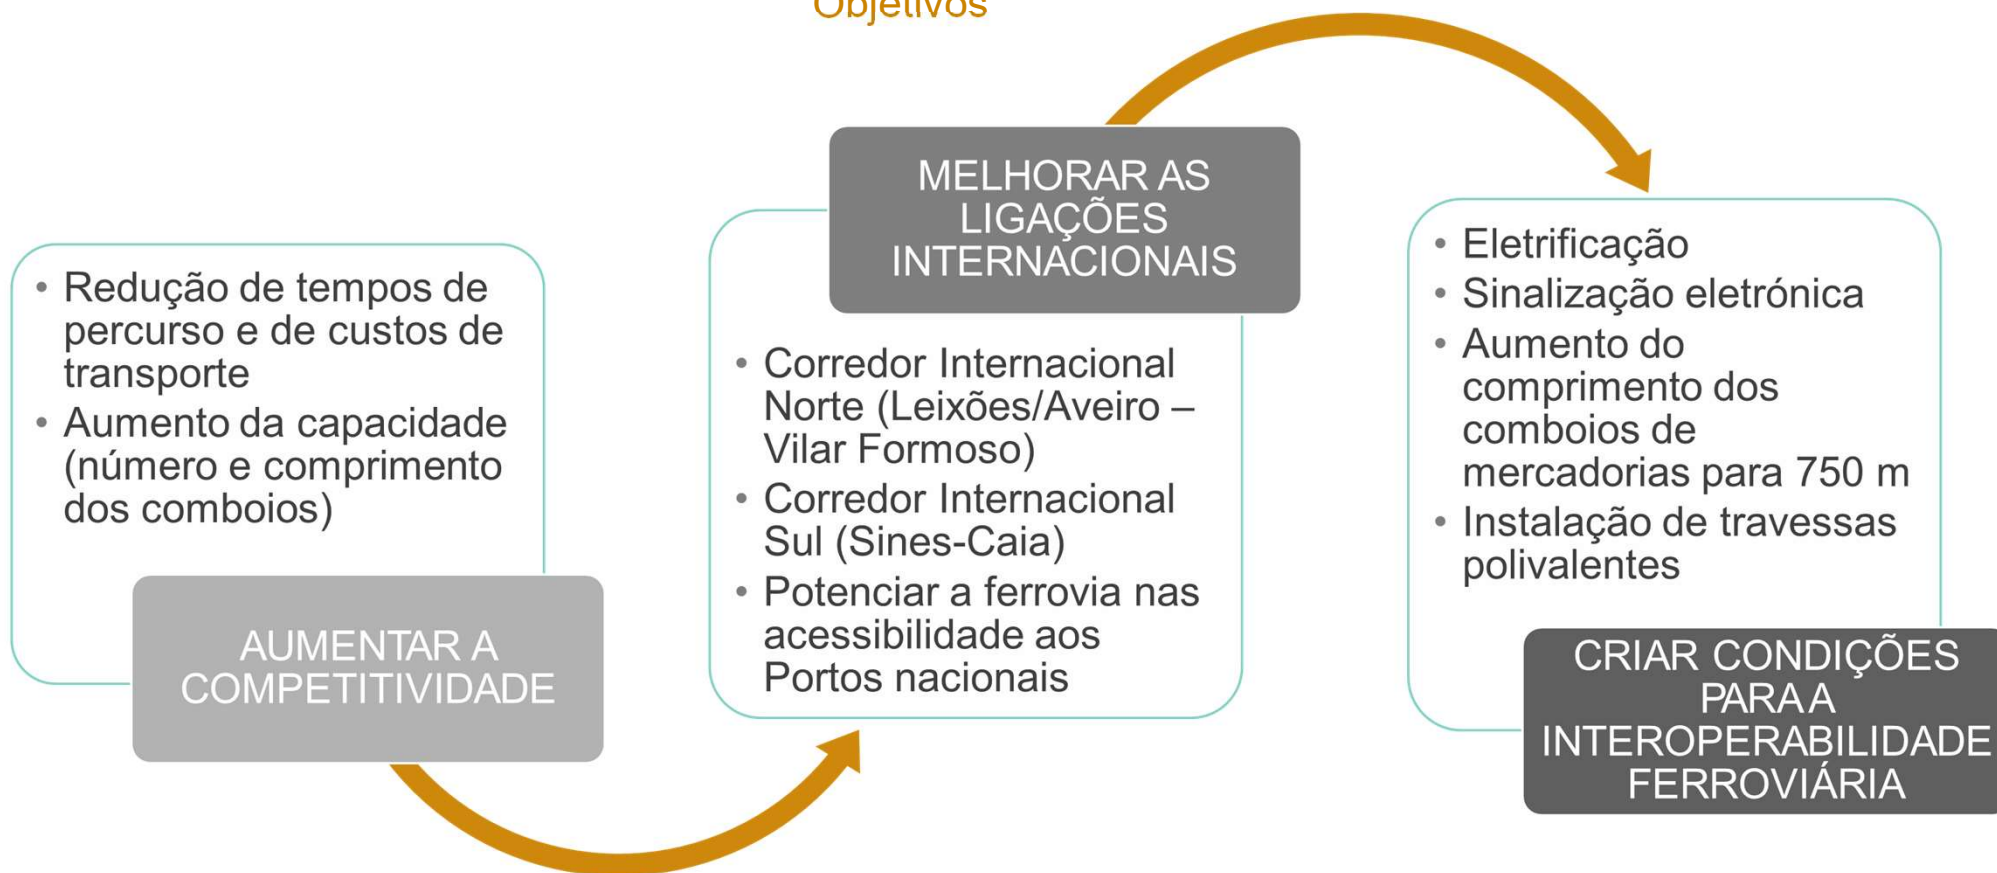 Objetivos
• Redução de tempos de
percurso e de custos de
transporte
• Aumento da capacidade
(número e comprimento
dos comboios)
AUMENTAR A
COMPETITIVIDADE
MELHORAR AS
LIGAÇÕES
INTERNACIONAIS
• Corredor Internacional
Norte (Leixões/Aveiro –
Vilar Formoso)
• Corredor Internacional
Sul (Sines-Caia)
• Potenciar a ferrovia nas
acessibilidade aos
Portos nacionais
• Eletrificação
• Sinalização eletrónica
• Aumento do
comprimento dos
comboios de
mercadorias para 750 m
• Instalação de travessas
polivalentes
CRIAR CONDIÇÕES
PARA A
INTEROPERABILIDADE
FERROVIÁRIA